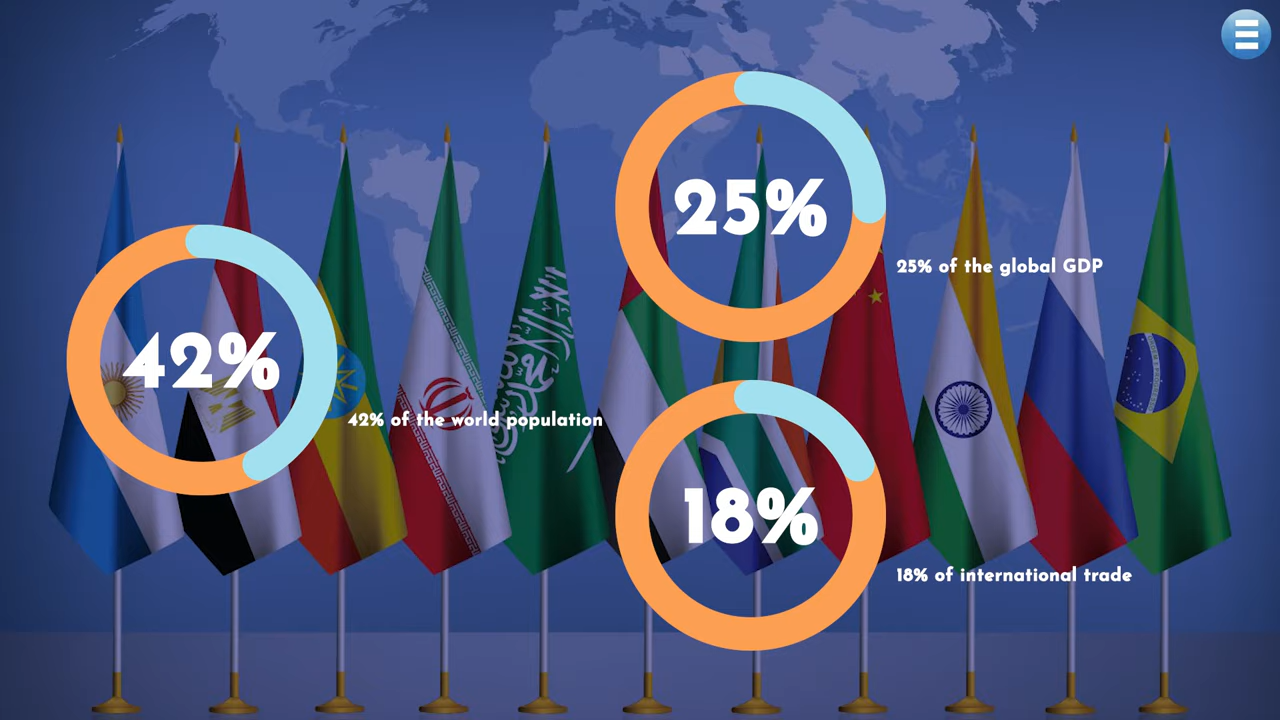 42%
42% of the world population
25%
25% of the global GDP
18%
18% of international trade